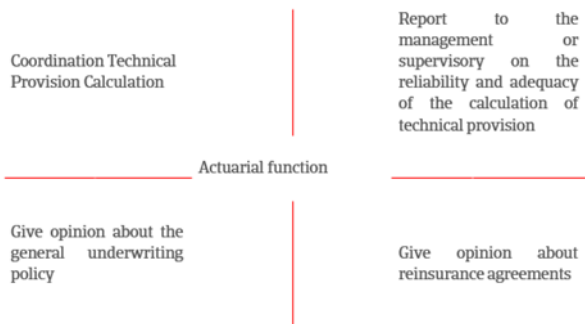 Coordination Technical
Provision Calculation
Report to the
management or
supervisory on the
reliability and adequacy
of the calculation of
technical provision
Actuarial function
Give opinion about the
general underwriting
policy
Give opinion about
reinsurance agreements